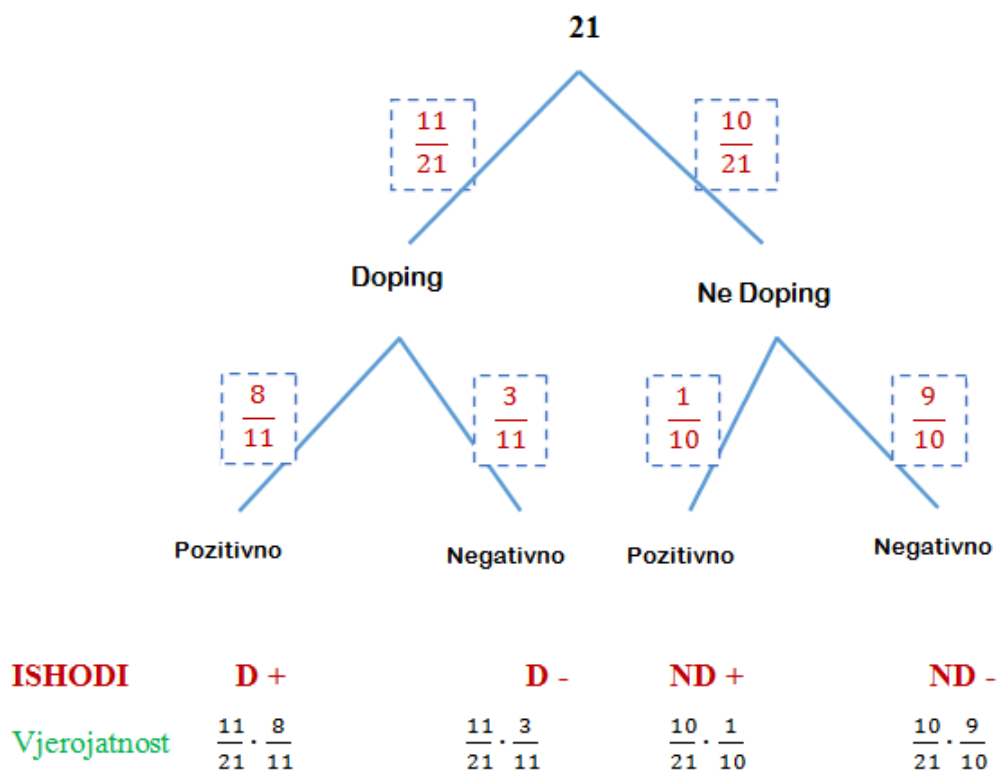 21
11/21 10/21
Doping Ne Doping
8/11 3/11 1/10 9/10
Pozitivno Negativno Pozitivno Negativno
ISHODI D + D - ND + ND -
Vjerojatnost 11/21 · 8/11 11/21 · 3/11 10/21 · 1/10 10/21 · 9/10